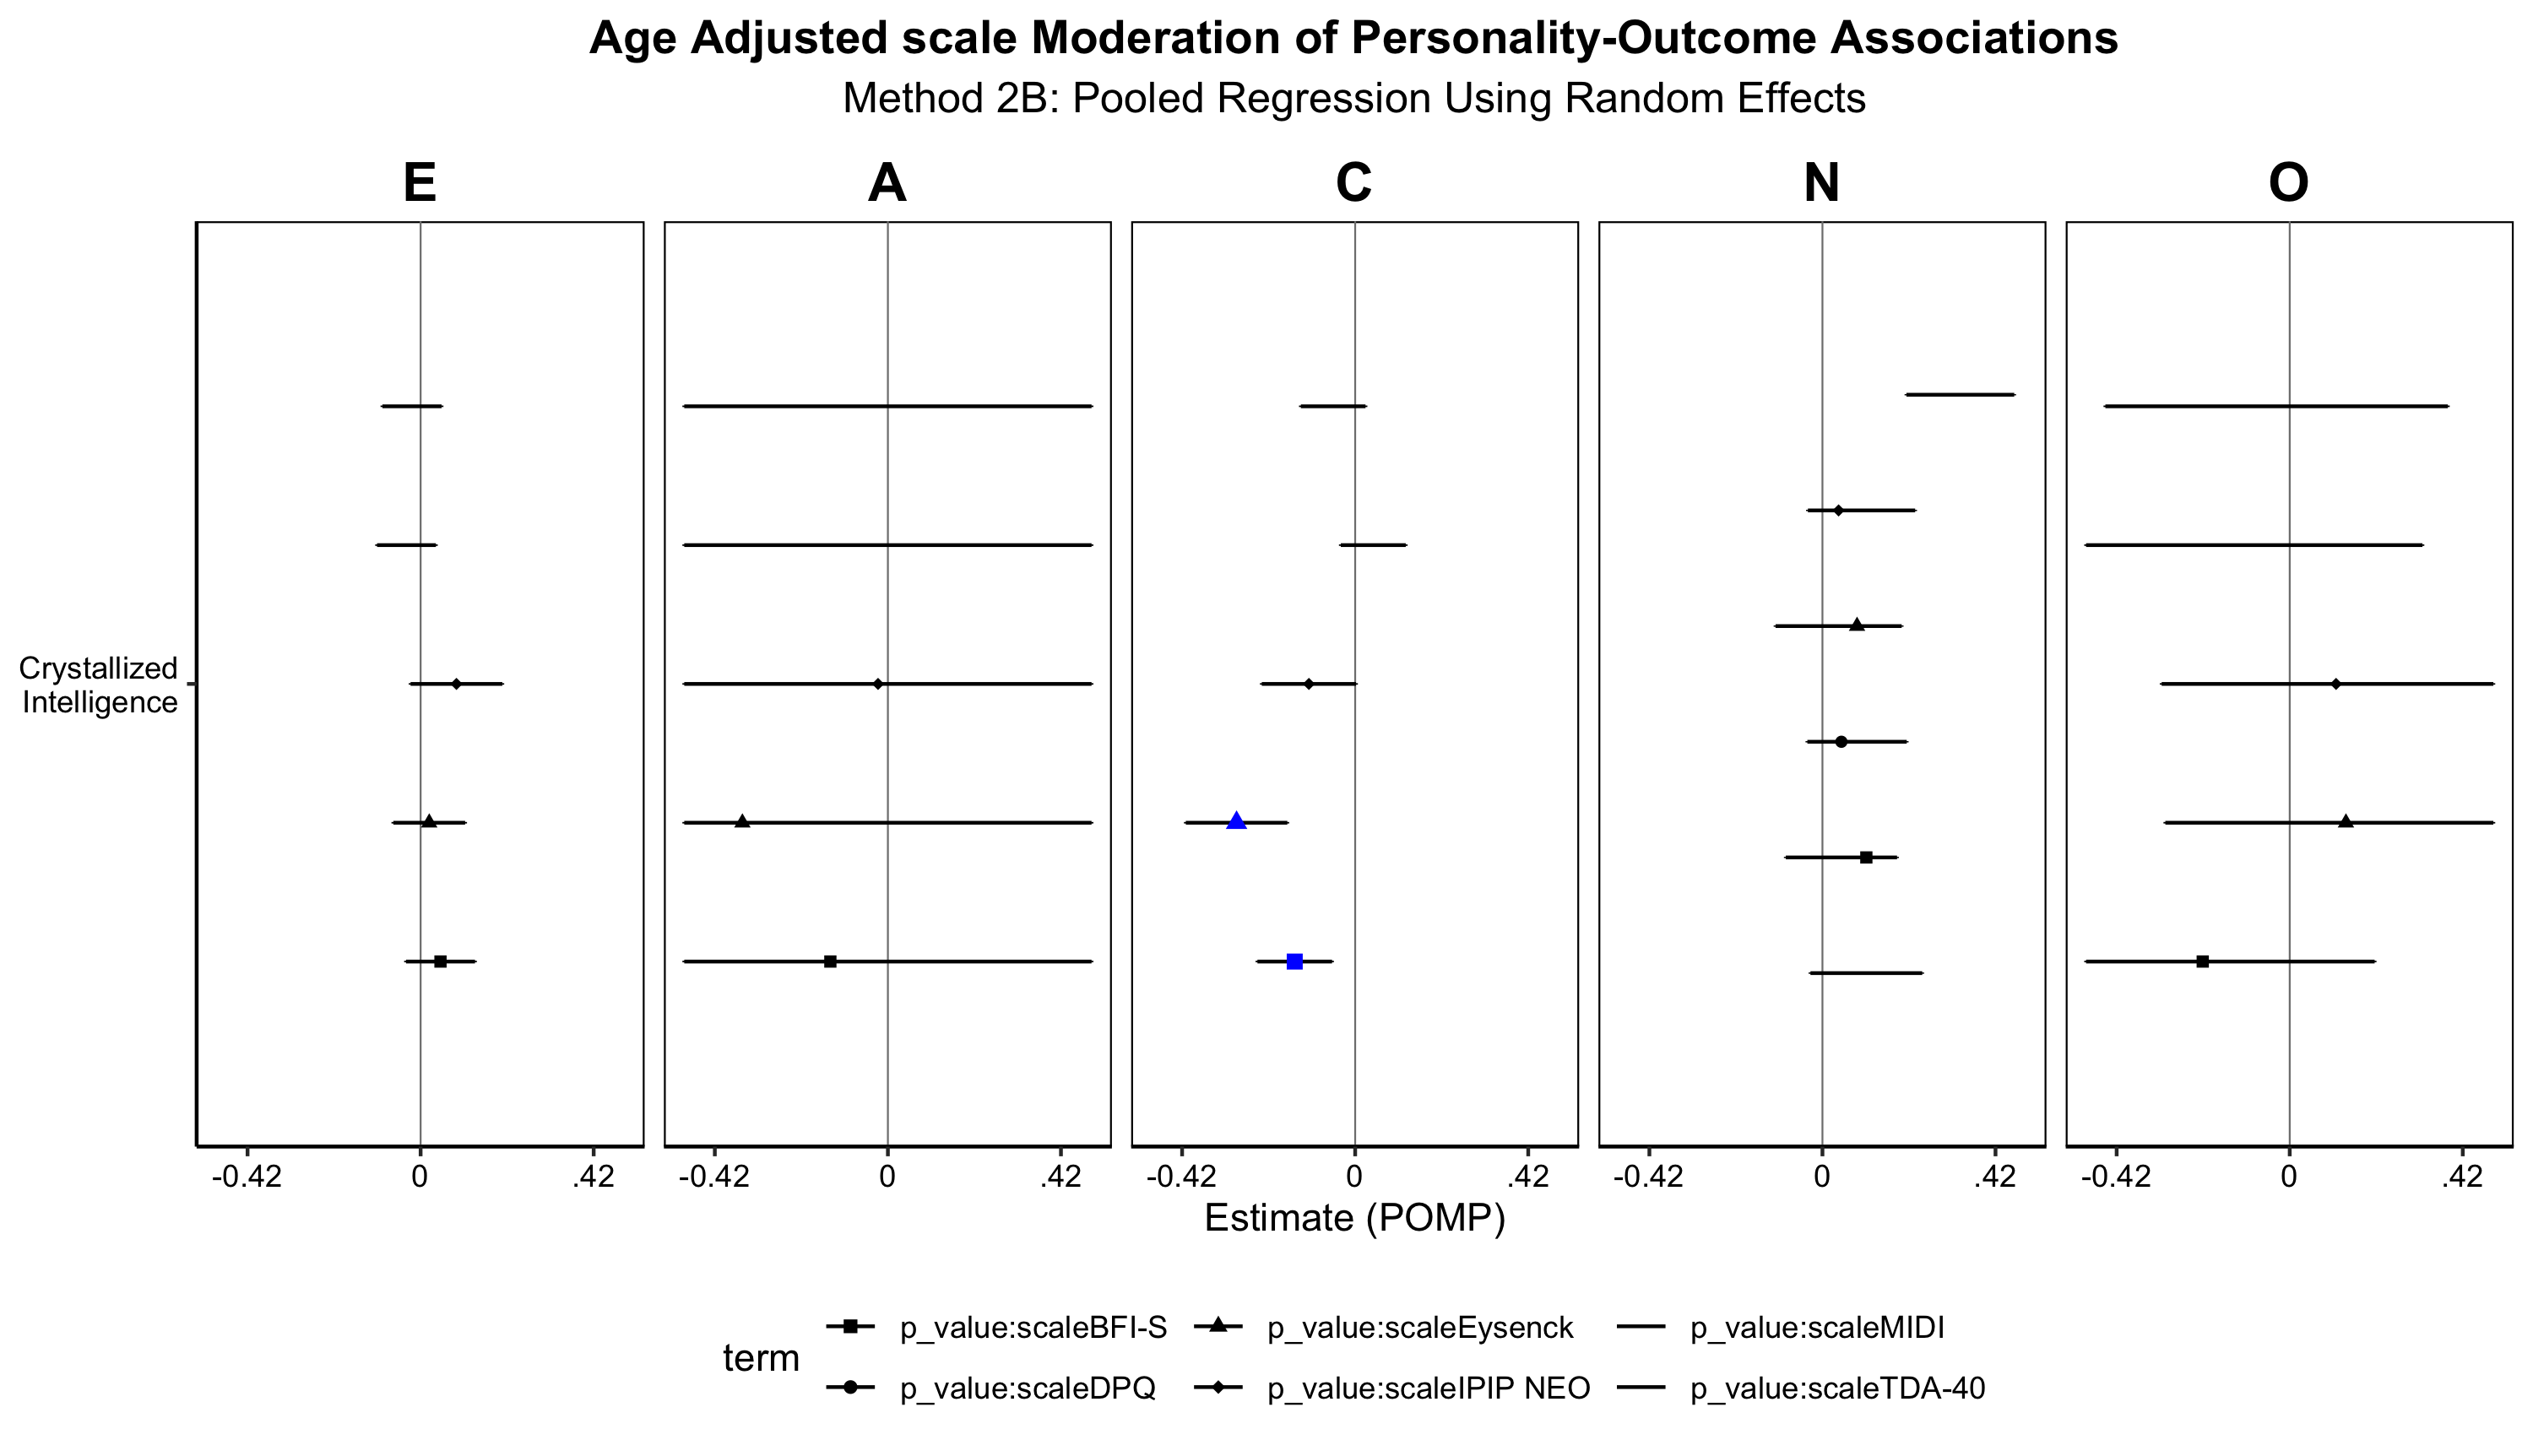 Age Adjusted scale Moderation of Personality-Outcome Associations
Method 2B: Pooled Regression Using Random Effects
E A C N O
Crystallized
Intelligence
-0.42 0 .42 -0.42 0 .42 -0.42 0 .42 -0.42 0 .42 -0.42 0 .42
Estimate (POMP)
term
p_value:scaleBFI-S p_value:scaleEysenck p_value:scaleMIDI
p_value:scaleDPQ p_value:scaleIPIP NEO p_value:scaleTDA-40